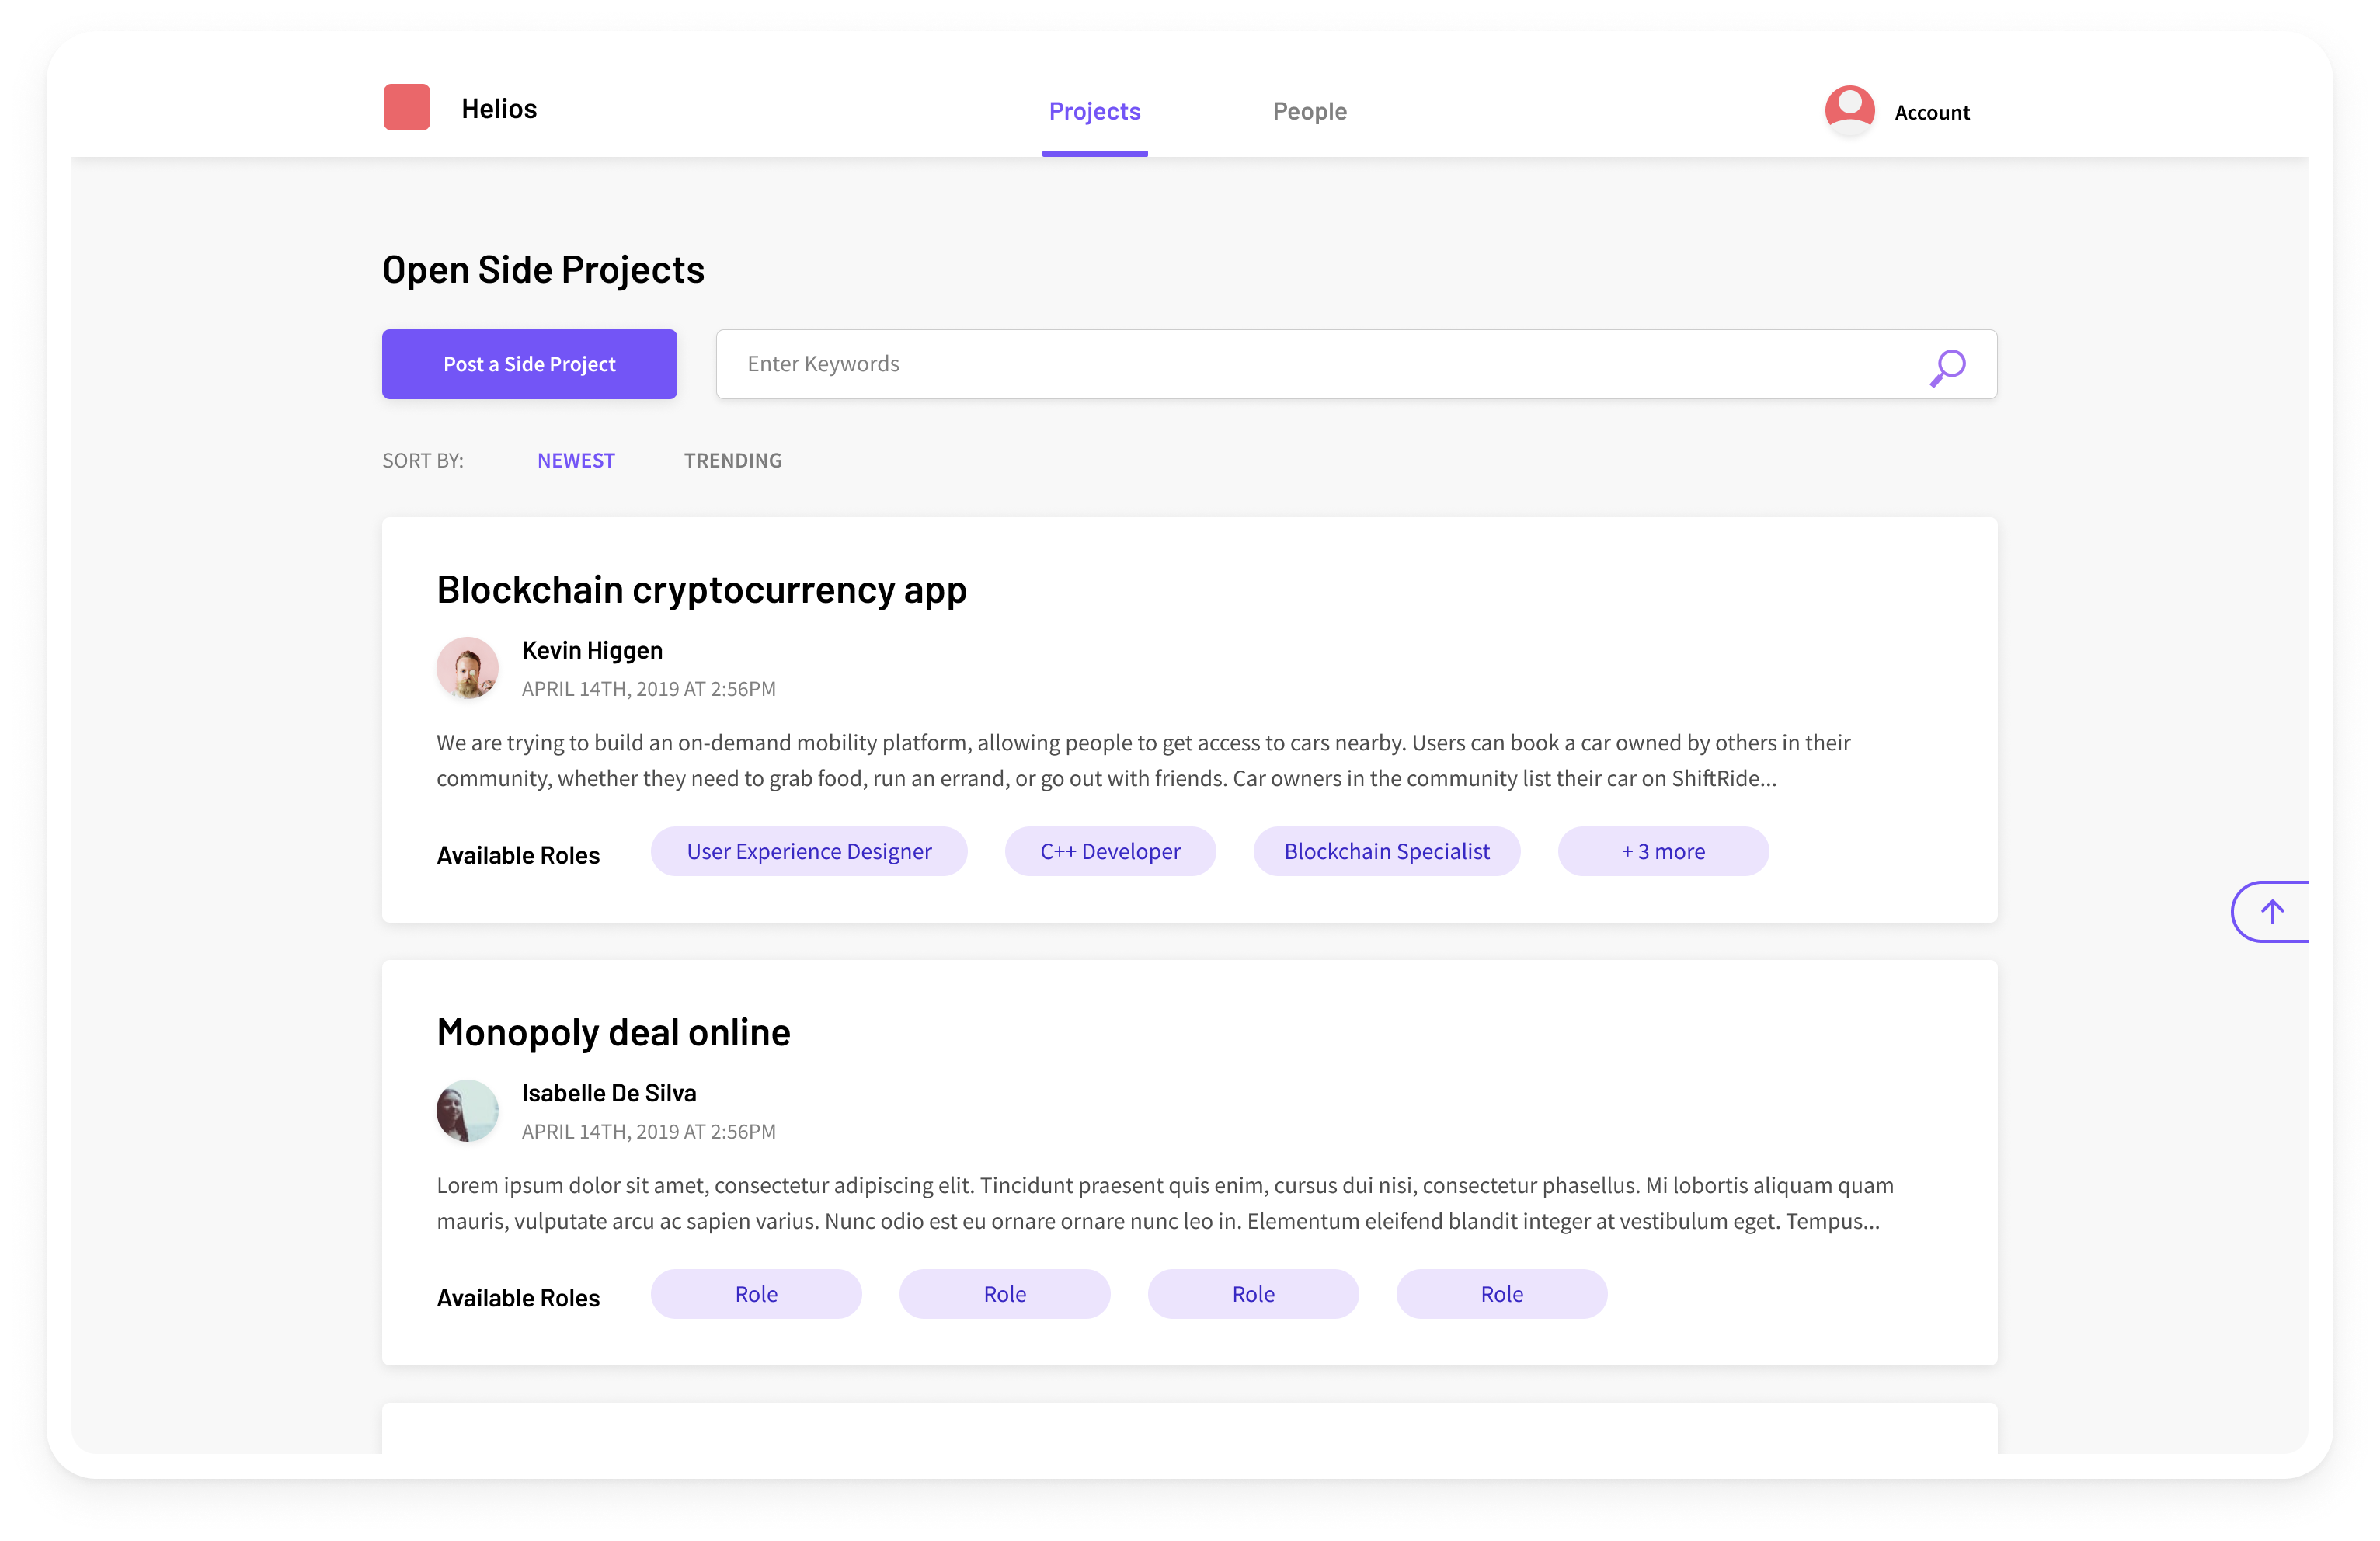 Helios
Projects
People
Account
Open Side Projects
Post a Side Project
Enter Keywords
SORT BY:
NEWEST
TRENDING
Blockchain cryptocurrency app
Kevin Higgen
APRIL 14TH, 2019 AT 2:56PM
We are trying to build an on-demand mobility platform, allowing people to get access to cars nearby. Users can book a car owned by others in their
community, whether they need to grab food, run an errand, or go out with friends. Car owners in the community list their car on ShiftRide...
Available Roles
User Experience Designer
C++ Developer
Blockchain Specialist
+ 3 more
Monopoly deal online
Isabelle De Silva
APRIL 14TH, 2019 AT 2:56PM
Lorem ipsum dolor sit amet, consectetur adipiscing elit. Tincidunt praesent quis enim, cursus dui nisi, consectetur phasellus. Mi lobortis aliquam quam
mauris, vulputate arcu ac sapien varius. Nunc odio est eu ornare ornare nunc leo in. Elementum eleifend blandit integer at vestibulum eget. Tempus...
Available Roles
Role
Role
Role
Role